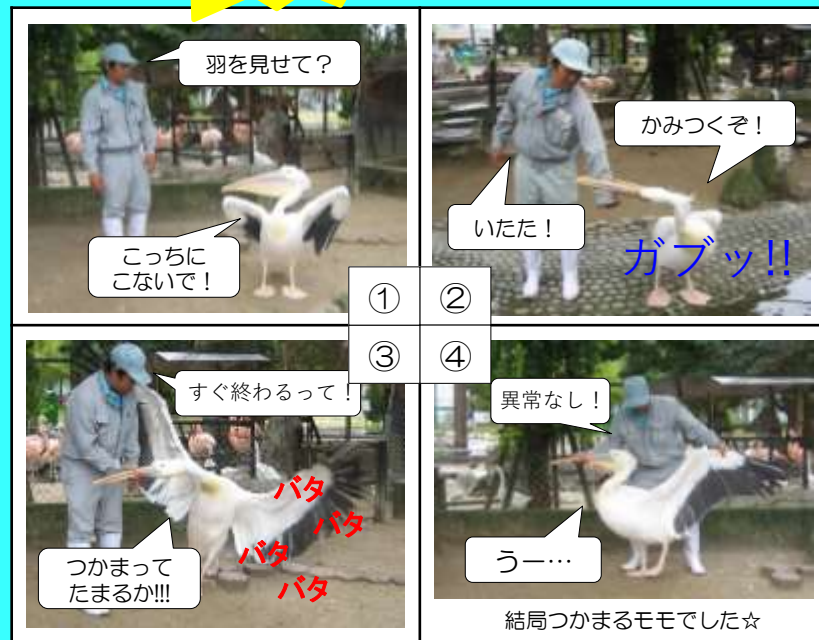 羽を見せて？
こっちに
こないで！
①
かみつくぞ！
いたた！
ガブッ!!
②
③
すぐ終わるって！
バタ
バタ
バタ
バタ
つかまって
たまるか!!!
④
異常なし！
うー…
結局つかまるモモでした☆